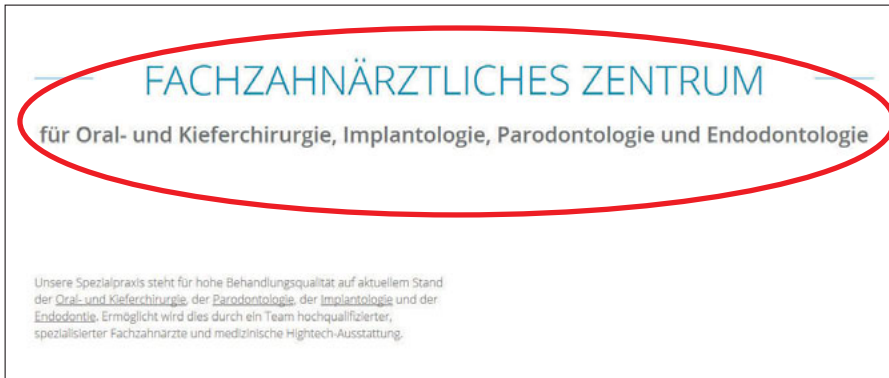 FACHZAHNÄRZTLICHES ZENTRUM
für Oral- und Kieferchirurgie, Implantologie, Parodontologie und Endodontologie
Unsere Spezialpraxis steht für hohe Behandlungsqualität auf aktuellem Stand
der Oral- und Kieferchirurgie, der Parodontologie, der Implantologie und der
Endodontie. Ermöglicht wird dies durch ein Team hochqualifizierter,
spezialisierter Fachzahnärzte und medizinische Hightech-Ausstattung.